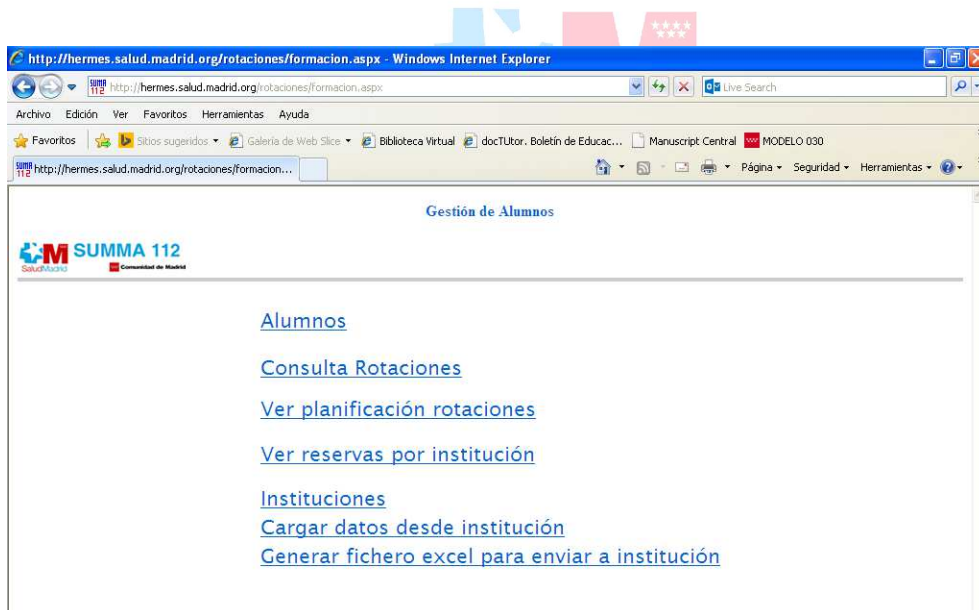 http://hermes.salud.madrid.org/rotaciones/formacion.aspx - Windows Internet Explorer
http://hermes.salud.madrid.org/rotaciones/formacion.aspx Live Search
Archivo Edición Ver Favoritos Herramientas Ayuda
Favoritos Sitios sugeridos Galería de Web Slice Biblioteca Virtual docTUtor. Boletín de Educac... Manuscript Central MODELO 030
http://hermes.salud.madrid.org/rotaciones/formacion... Página Seguridad Herramientas
Gestión de Alumnos
SUMMA 112
SaludMadrid Comunidad de Madrid
Alumnos
Consulta Rotaciones
Ver planificación rotaciones
Ver reservas por institución
Instituciones
Cargar datos desde institución
Generar fichero excel para enviar a institución